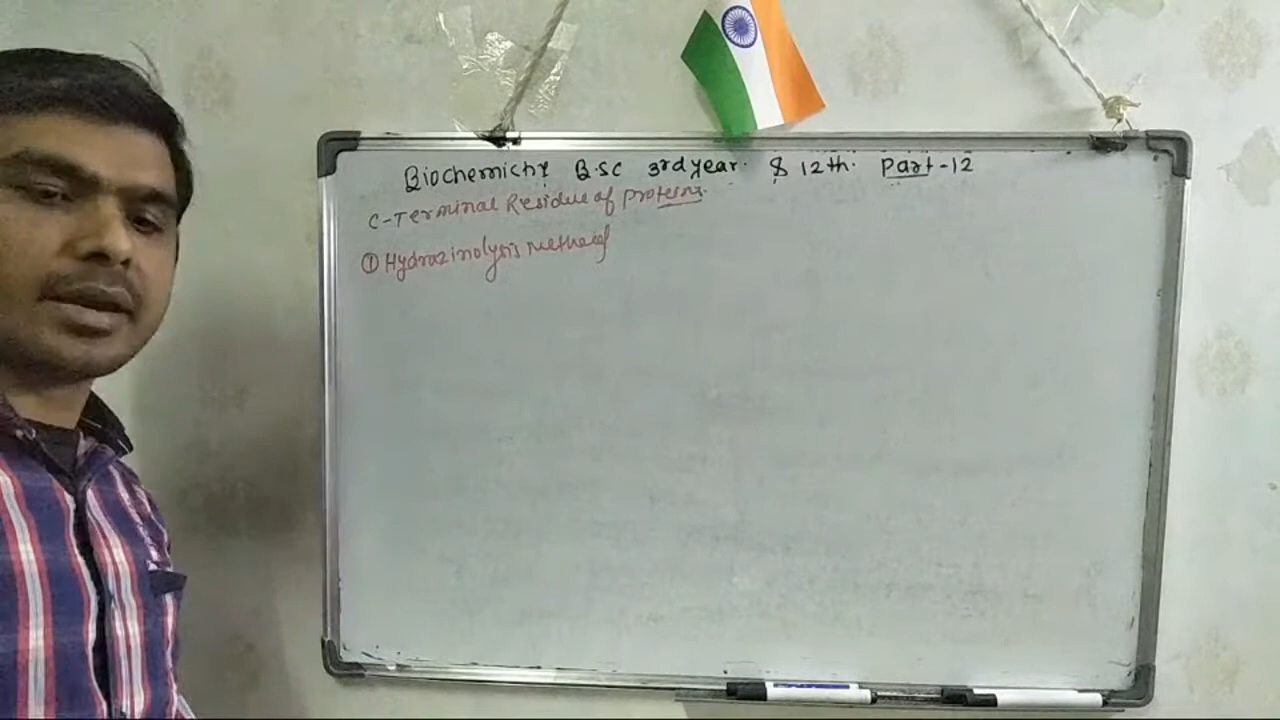 Biochemistry B.SC 3rd year. & 12th. Part-12
C-Terminal Residue of proteins.
① Hydrazinolysis method